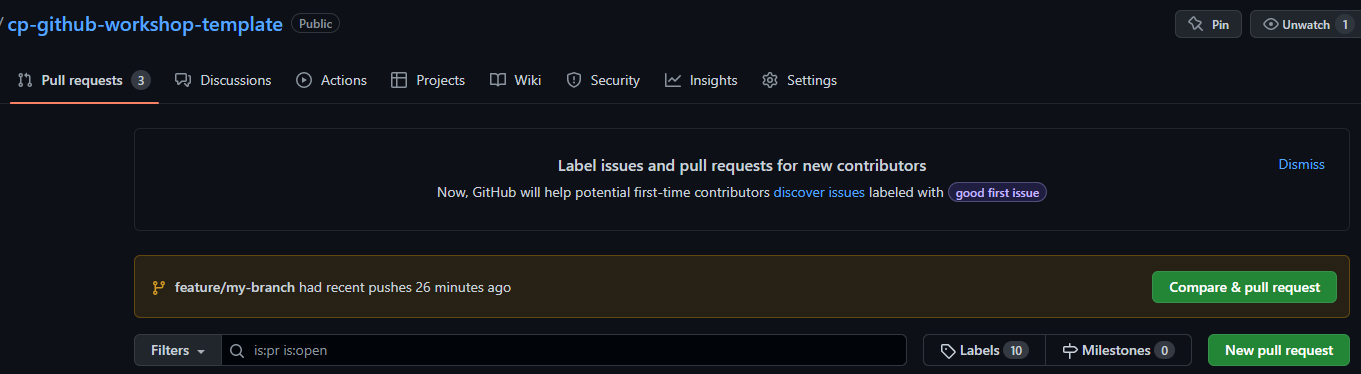 / cp-github-workshop-template Public Pin Unwatch 1
Pull requests 3 Discussions Actions Projects Wiki Security Insights Settings
Label issues and pull requests for new contributors Dismiss
Now, GitHub will help potential first-time contributors discover issues labeled with good first issue
feature/my-branch had recent pushes 26 minutes ago Compare & pull request
Filters is:pr is:open Labels 10 Milestones 0 New pull request